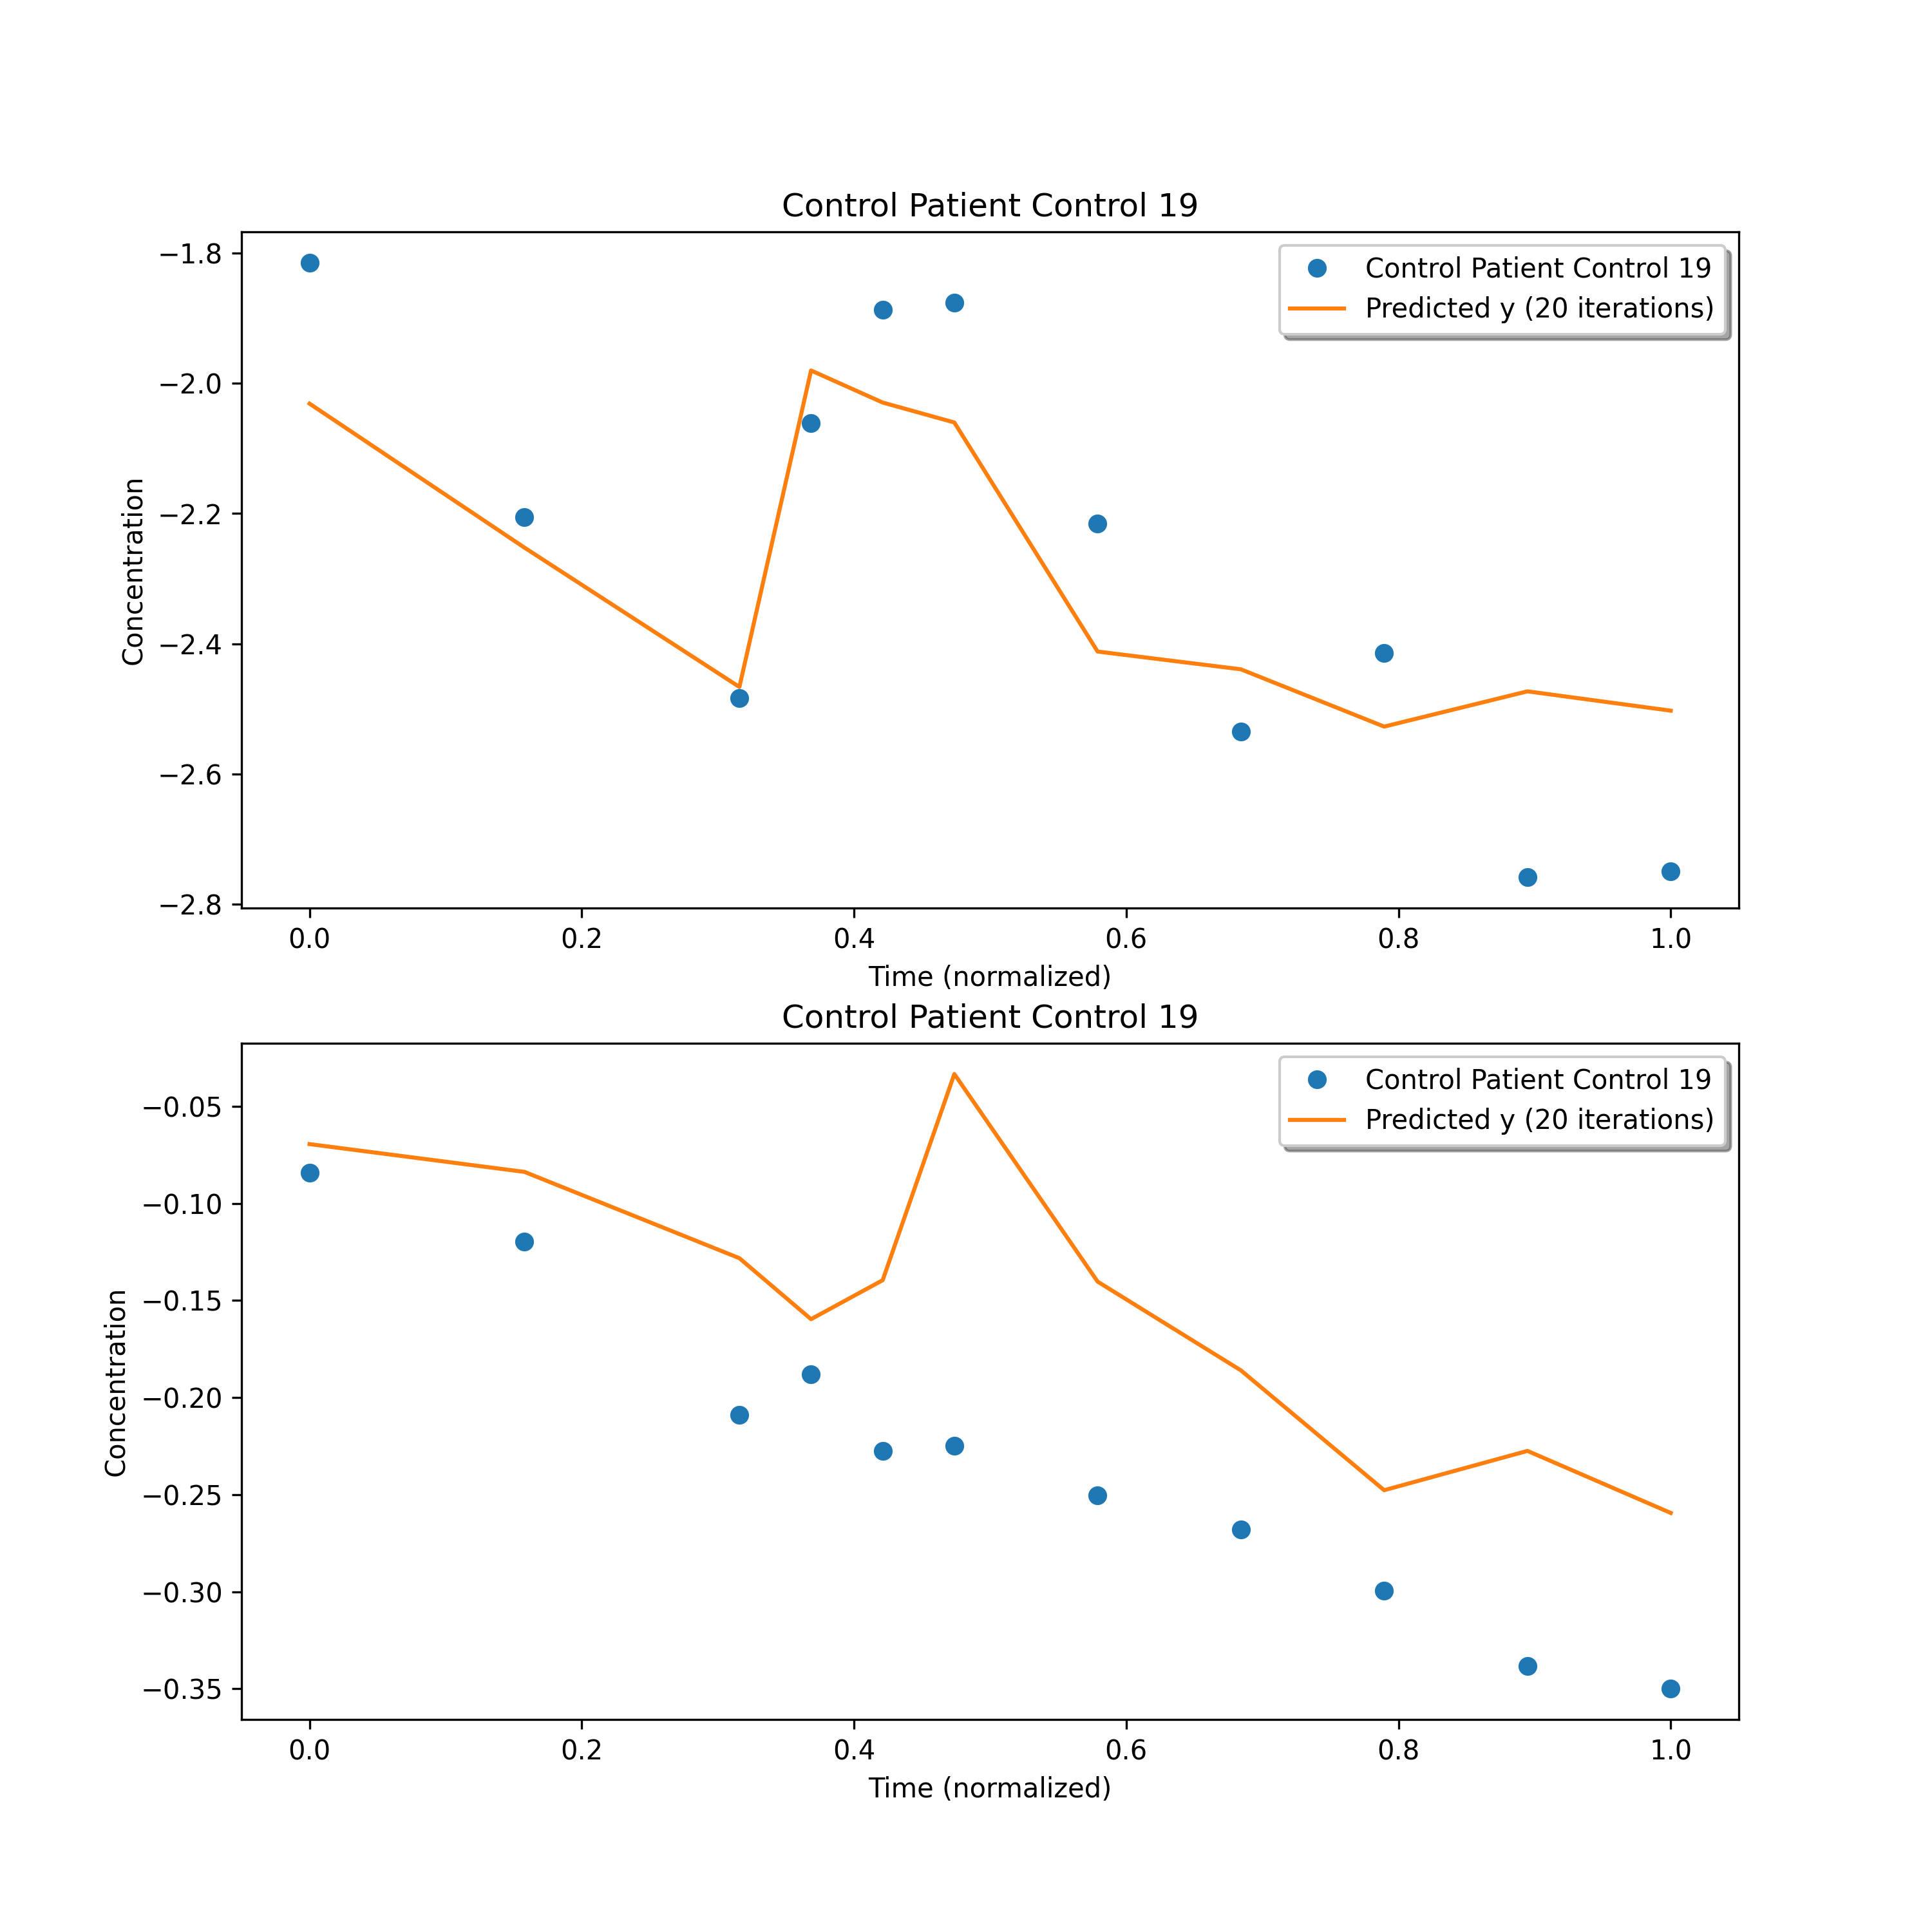 Control Patient Control 19
Control Patient Control 19
Predicted y (20 iterations)
Concentration
−1.8
−2.0
−2.2
−2.4
−2.6
−2.8
0.0 0.2 0.4 0.6 0.8 1.0
Time (normalized)
Control Patient Control 19
Control Patient Control 19
Predicted y (20 iterations)
Concentration
−0.05
−0.10
−0.15
−0.20
−0.25
−0.30
−0.35
0.0 0.2 0.4 0.6 0.8 1.0
Time (normalized)